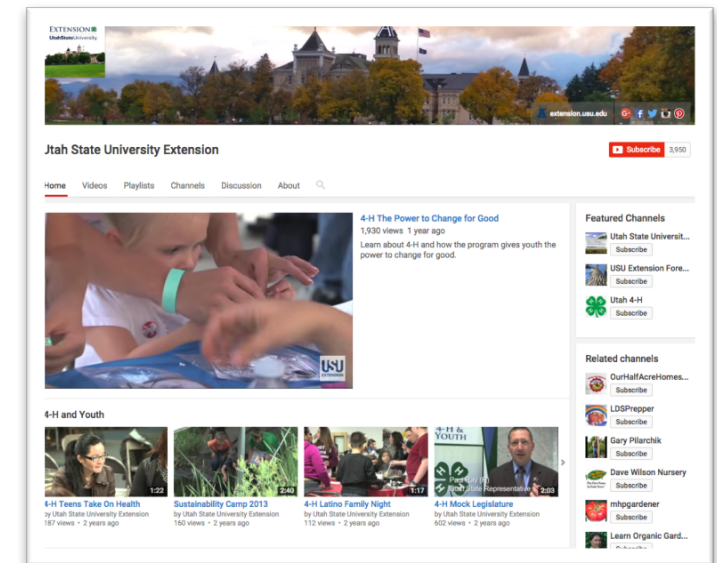 EXTENSION
UtahStateUniversity
extension.usu.edu
Jtah State University Extension
Subscribe 3,950
Home Videos Playlists Channels Discussion About
4-H The Power to Change for Good
1,930 views 1 year ago
Learn about 4-H and how the program gives youth the
power to change for good.
USU
EXTENSION
Featured Channels
Utah State Universit...
Subscribe
USU Extension Fore...
Subscribe
Utah 4-H
Subscribe
4-H and Youth
1:22
2:40
1:17
4-H &
YOUTH
Paul Ray (R)
Utah State Representative
2:03
4-H Teens Take On Health
by Utah State University Extension
187 views • 2 years ago
Sustainability Camp 2013
by Utah State University Extension
160 views • 2 years ago
4-H Latino Family Night
by Utah State University Extension
112 views • 2 years ago
4-H Mock Legislature
by Utah State University Extension
602 views • 2 years ago
Related channels
OurHalfAcreHomes...
Subscribe
LDSPrepper
Subscribe
Gary Pilarchik
Subscribe
Dave Wilson Nursery
Subscribe
mhpgardener
Subscribe
Learn Organic Gard...
Subscribe